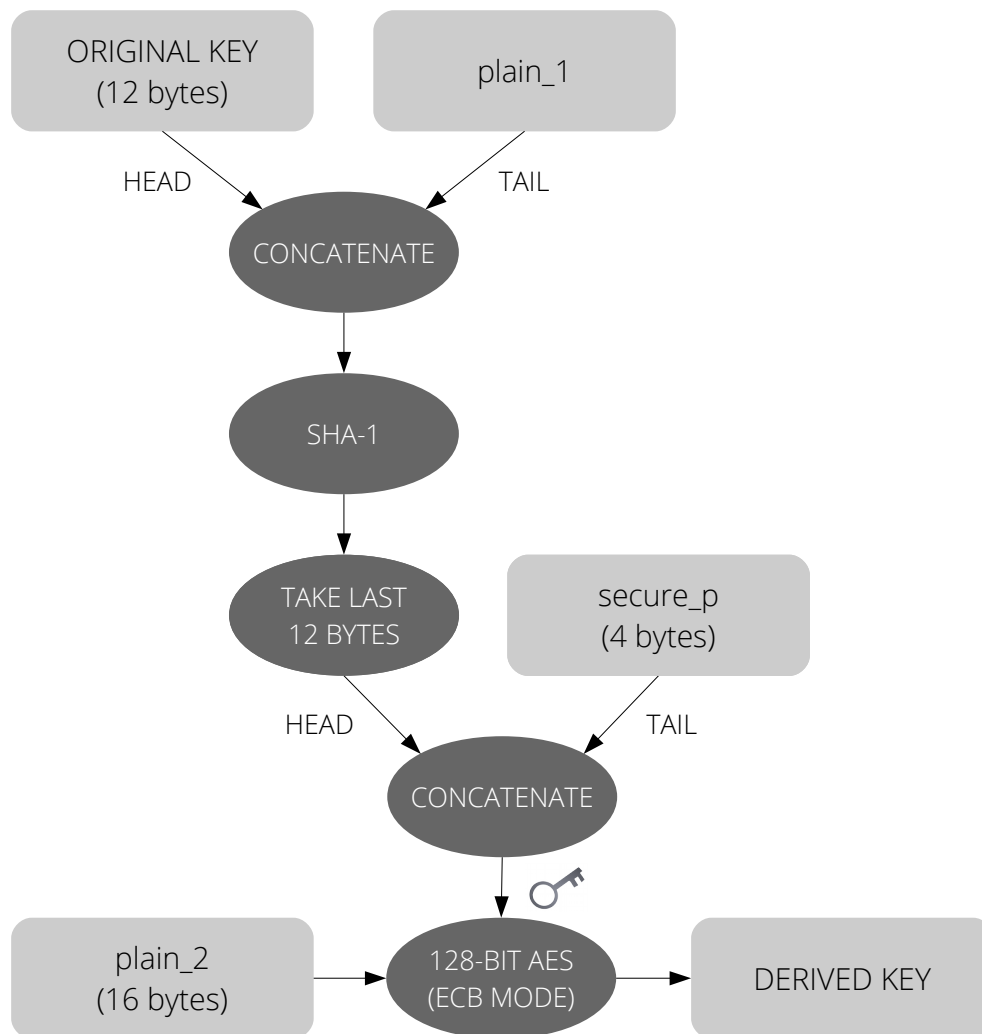 ORIGINAL KEY
(12 bytes)
plain_1
HEAD
TAIL
CONCATENATE
SHA-1
TAKE LAST
12 BYTES
secure_p
(4 bytes)
HEAD
TAIL
CONCATENATE
plain_2
(16 bytes)
128-BIT AES
(ECB MODE)
DERIVED KEY